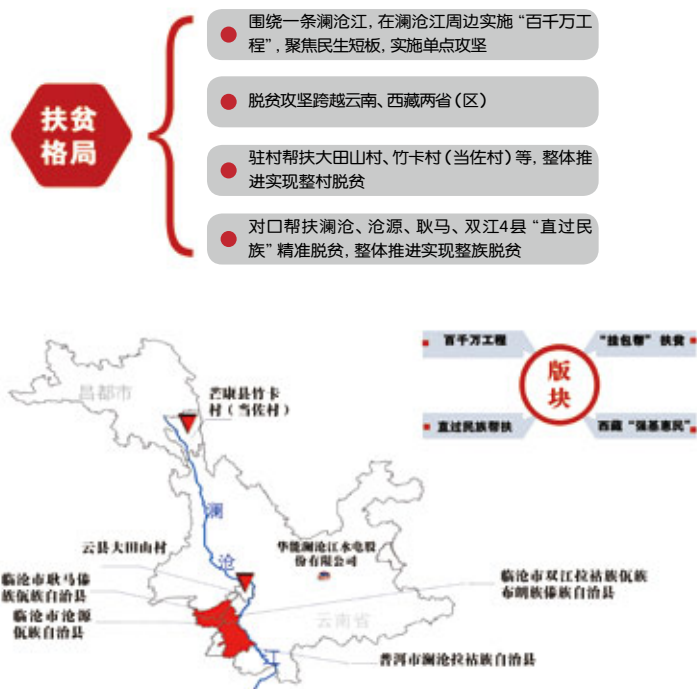 扶贫
格局
围绕一条澜沧江，在澜沧江周边实施“百千万工
程”，聚焦民生短板，实施单点攻坚
脱贫攻坚跨越云南、西藏两省（区）
驻村帮扶大田山村、竹卡村（当佐村）等，整体推
进实现整村脱贫
对口帮扶澜沧、沧源、耿马、双江4县“直过民
族”精准脱贫，整体推进实现整族脱贫
百千万工程
“挂包帮”扶贫
版
块
直过民族帮扶
西藏“强基惠民”
昌都市
芒康县竹卡
村（当佐村）
澜
沧
江
云县大田山村
华能澜沧江水电股
份有限公司
临沧市耿马傣
族佤族自治县
临沧市沧源
佤族自治县
云南省
临沧市双江拉祜族佤族
布朗族傣族自治县
普洱市澜沧拉祜族自治县